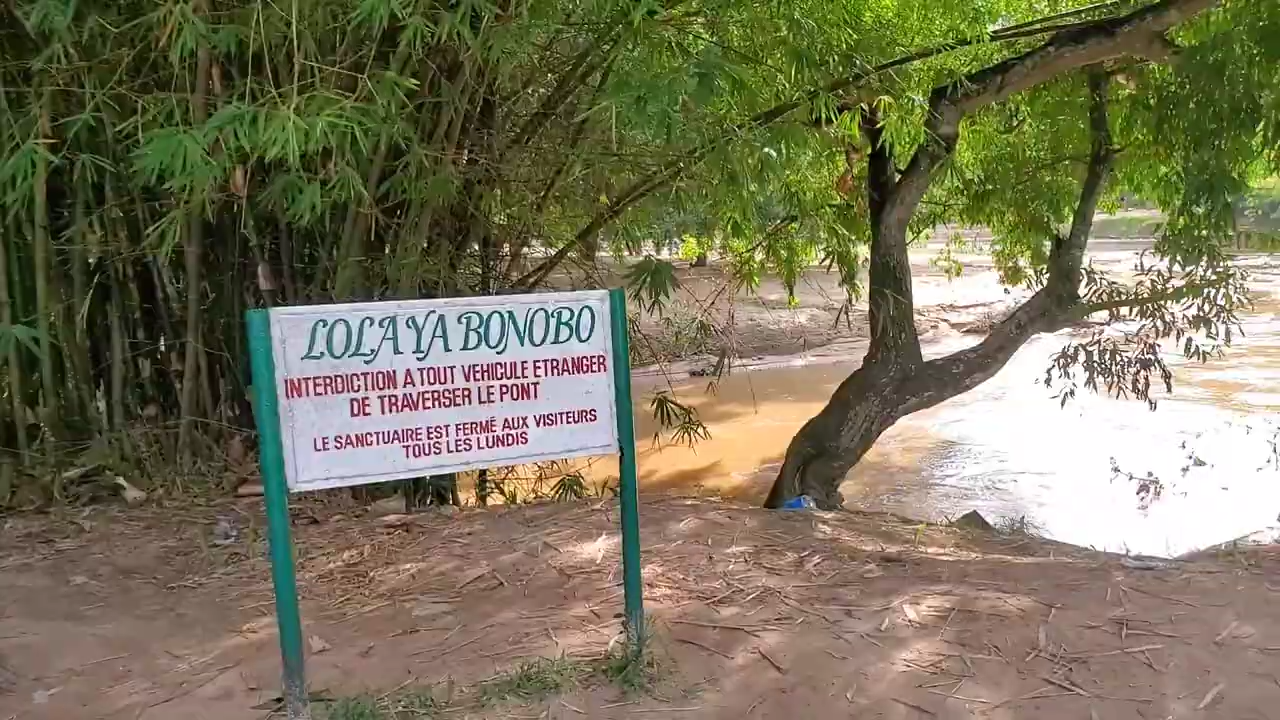 LOLA YA BONOBO
INTERDICTION A TOUT VEHICULE ETRANGER
DE TRAVERSER LE PONT
LE SANCTUAIRE EST FERMÉ AUX VISITEURS
TOUS LES LUNDIS